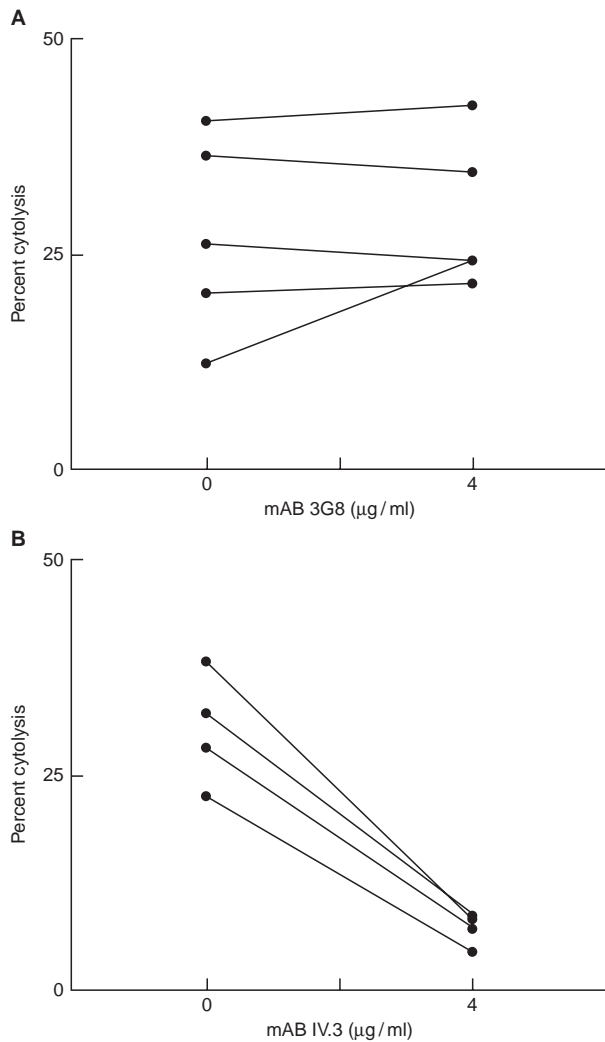 A
50
Percent cytolysis
25
0
0 4
mAB 3G8 (μg / ml)
B
50
Percent cytolysis
25
0
0 4
mAB IV.3 (μg / ml)